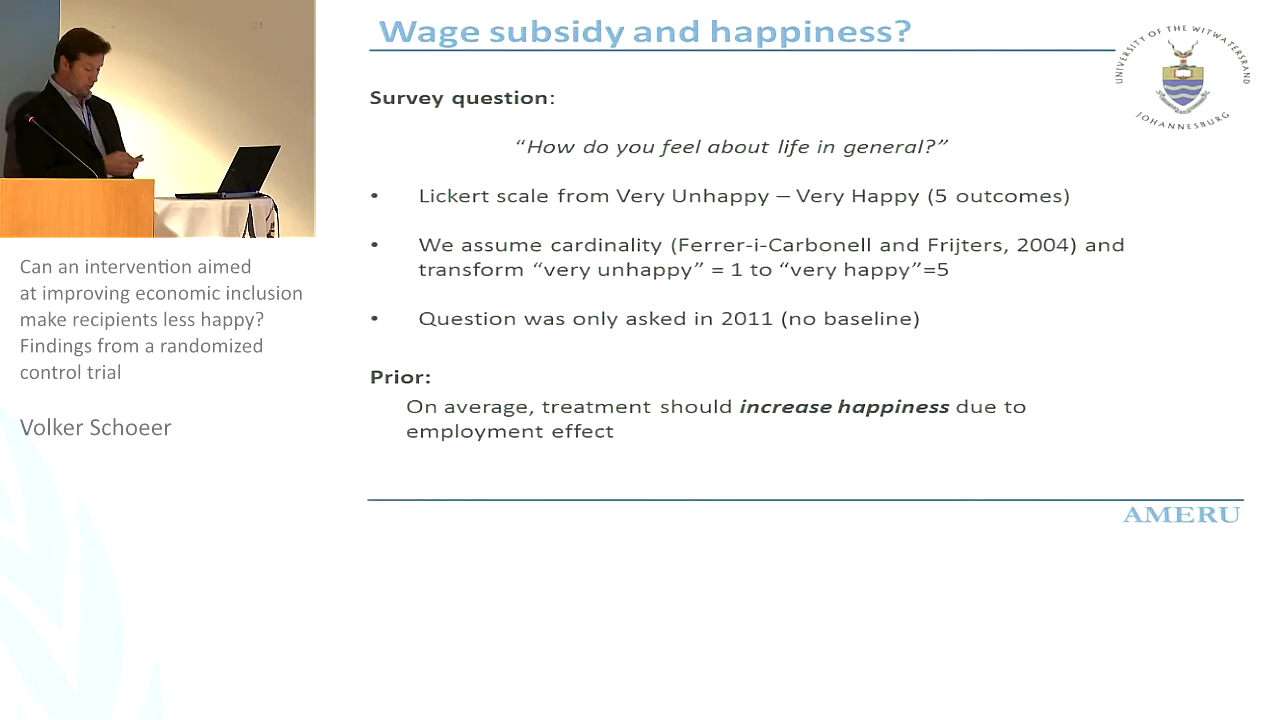 Wage subsidy and happiness?
UNIVERSITY OF THE WITWATERSRAND
JOHANNESBURG
Survey question:
“How do you feel about life in general?”
• Lickert scale from Very Unhappy – Very Happy (5 outcomes)
• We assume cardinality (Ferrer-i-Carbonell and Frijters, 2004) and
transform “very unhappy” = 1 to “very happy”=5
• Question was only asked in 2011 (no baseline)
Prior:
On average, treatment should increase happiness due to
employment effect
AMERU
Can an intervention aimed
at improving economic inclusion
make recipients less happy?
Findings from a randomized
control trial
Volker Schoeer